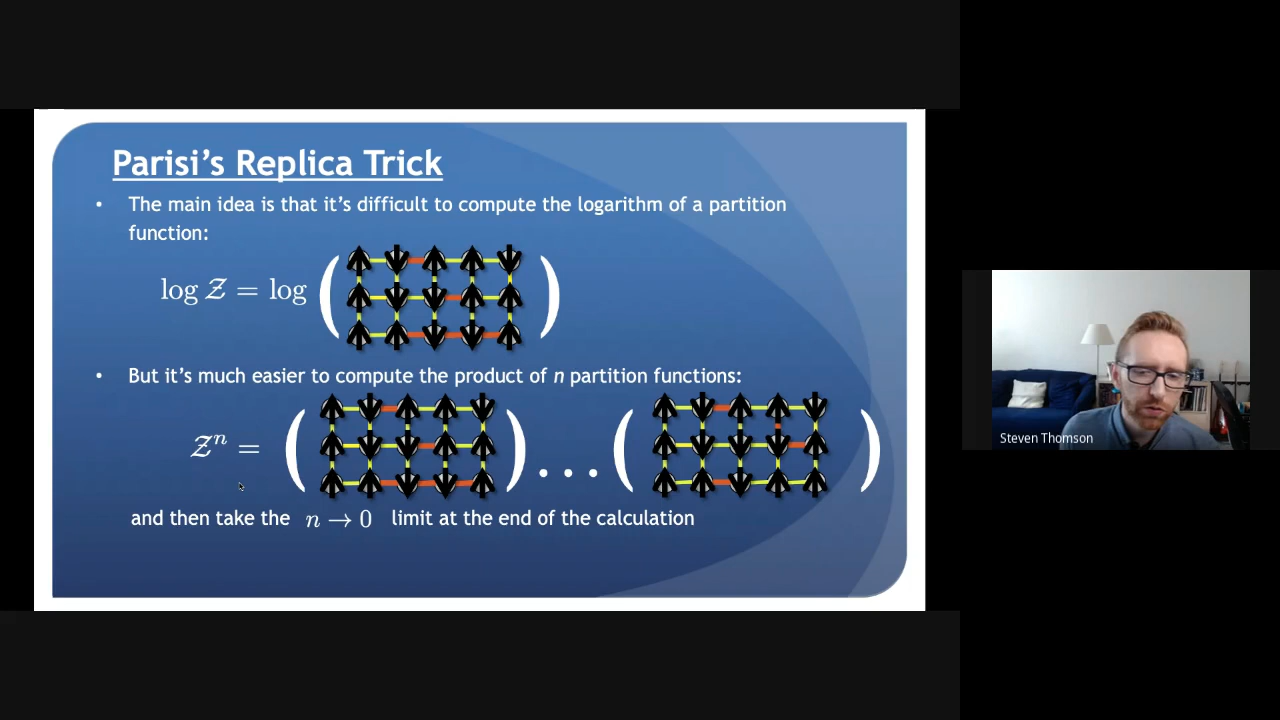 Parisi's Replica Trick
• The main idea is that it's difficult to compute the logarithm of a partition
function:
log 𝒵 = log ( )
• But it's much easier to compute the product of n partition functions:
𝒵ⁿ = ( ) ... ( )
and then take the n → 0 limit at the end of the calculation
Steven Thomson